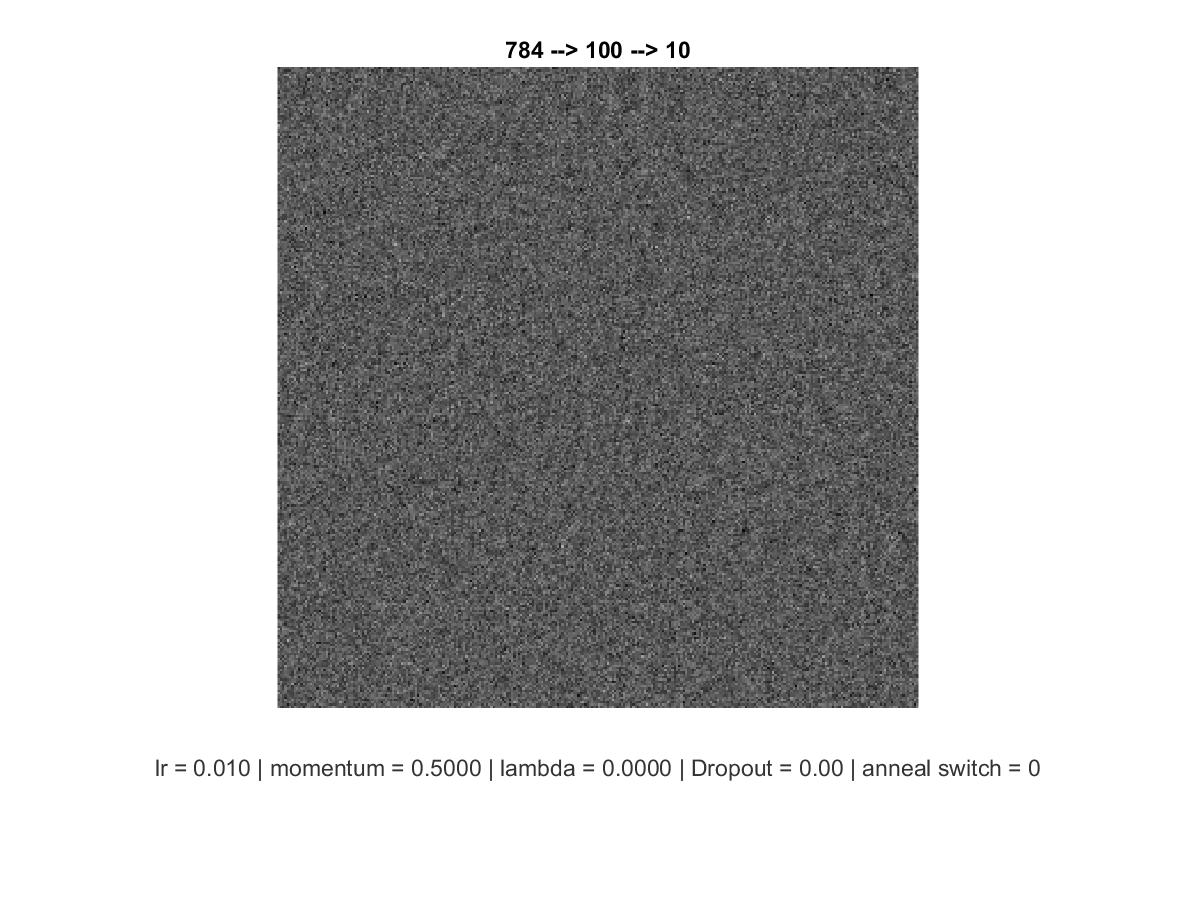 784 --> 100 --> 10
lr = 0.010 | momentum = 0.5000 | lambda = 0.0000 | Dropout = 0.00 | anneal switch = 0